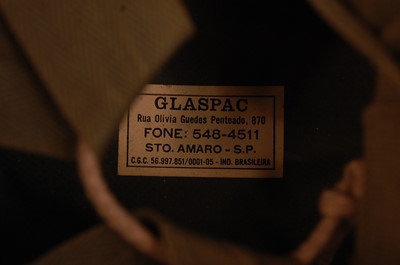 GLASPAC
Rua Olivia Guedes Penteado, 870
FONE: 548-4511
STO. AMARO - S.P.
C.G.C. 56.997.851/0001-05 - IND. BRASILEIRA